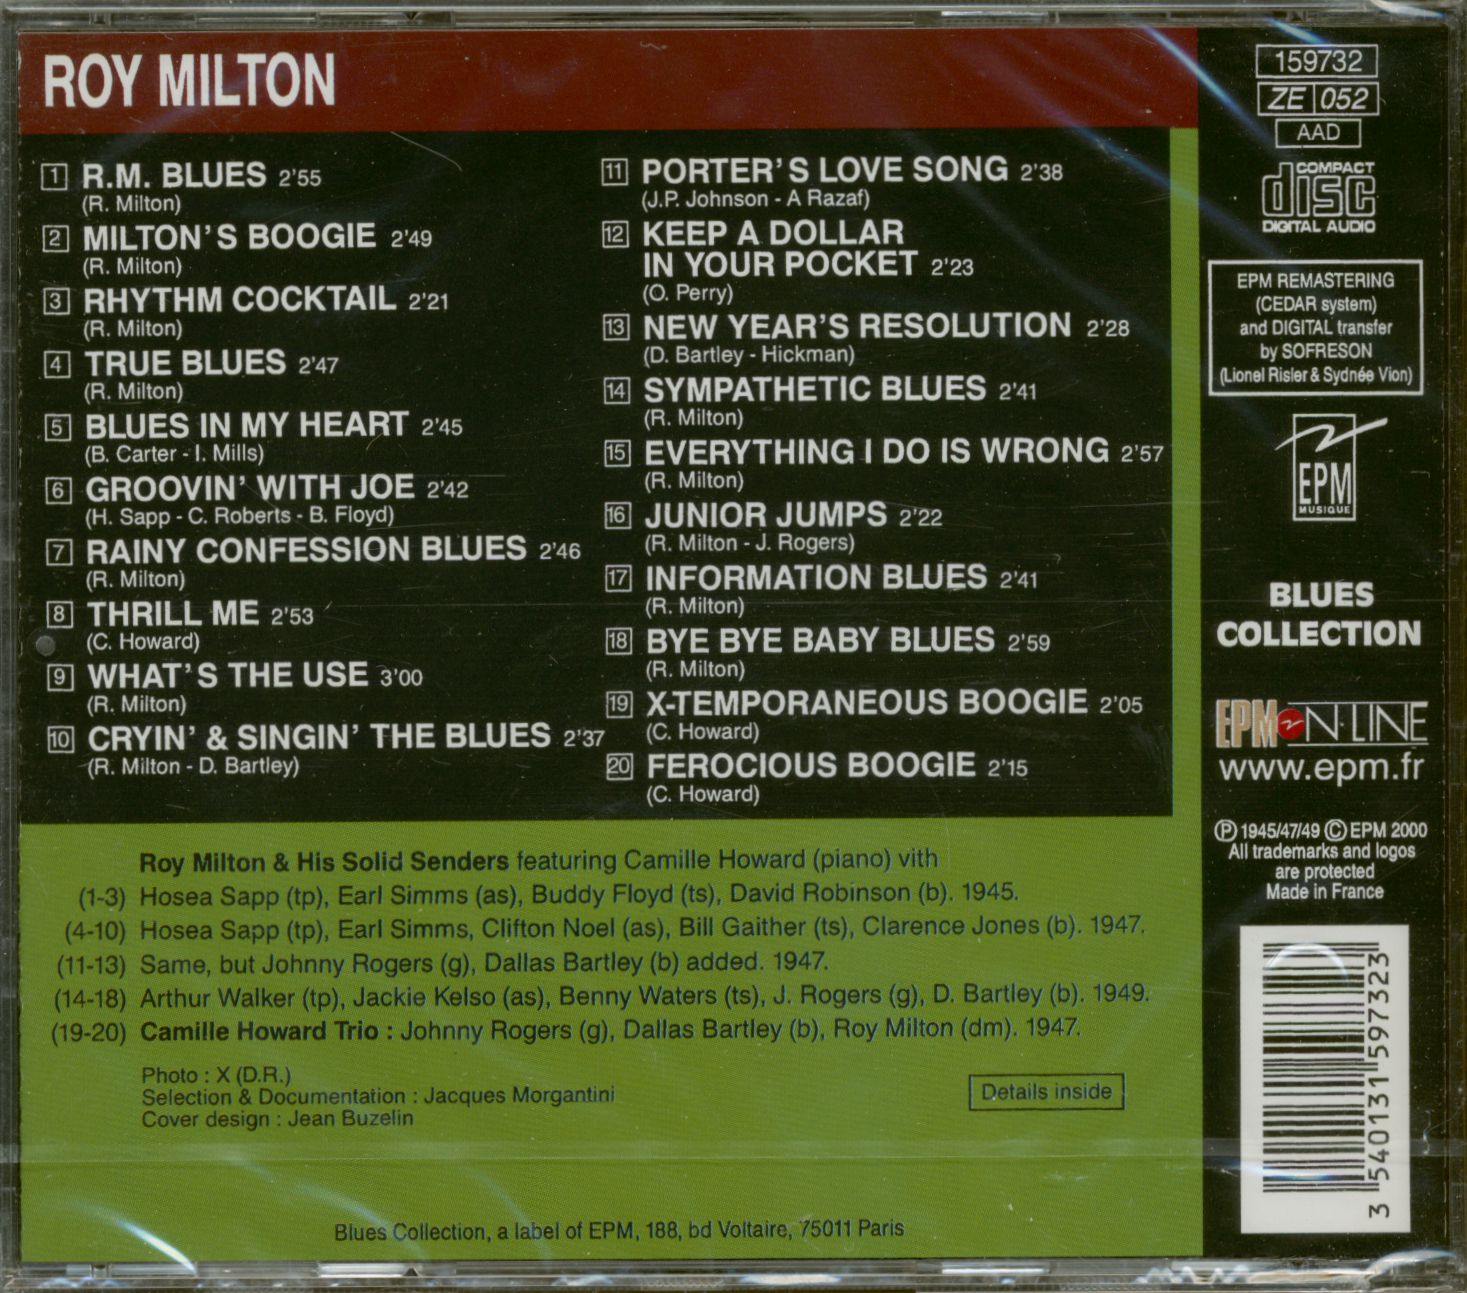 ROY MILTON
1 R.M. BLUES 2'55
(R. Milton)
2 MILTON'S BOOGIE 2'49
(R. Milton)
3 RHYTHM COCKTAIL 2'21
(R. Milton)
4 TRUE BLUES 2'47
(R. Milton)
5 BLUES IN MY HEART 2'45
(B. Carter - I. Mills)
6 GROOVIN' WITH JOE 2'42
(H. Sapp - C. Roberts - B. Floyd)
7 RAINY CONFESSION BLUES 2'46
(R. Milton)
8 THRILL ME 2'53
(C. Howard)
9 WHAT'S THE USE 3'00
(R. Milton)
10 CRYIN' & SINGIN' THE BLUES 2'37
(R. Milton - D. Bartley)
11 PORTER'S LOVE SONG 2'38
(J.P. Johnson - A Razaf)
12 KEEP A DOLLAR
IN YOUR POCKET 2'23
(O. Perry)
13 NEW YEAR'S RESOLUTION 2'28
(D. Bartley - Hickman)
14 SYMPATHETIC BLUES 2'41
(R. Milton)
15 EVERYTHING I DO IS WRONG 2'57
(R. Milton)
16 JUNIOR JUMPS 2'22
(R. Milton - J. Rogers)
17 INFORMATION BLUES 2'41
(R. Milton)
18 BYE BYE BABY BLUES 2'59
(R. Milton)
19 X-TEMPORANEOUS BOOGIE 2'05
(C. Howard)
20 FEROCIOUS BOOGIE 2'15
(C. Howard)
Roy Milton & His Solid Senders featuring Camille Howard (piano) vith
(1-3) Hosea Sapp (tp), Earl Simms (as), Buddy Floyd (ts), David Robinson (b). 1945.
(4-10) Hosea Sapp (tp), Earl Simms, Clifton Noel (as), Bill Gaither (ts), Clarence Jones (b). 1947.
(11-13) Same, but Johnny Rogers (g), Dallas Bartley (b) added. 1947.
(14-18) Arthur Walker (tp), Jackie Kelso (as), Benny Waters (ts), J. Rogers (g), D. Bartley (b). 1949.
(19-20) Camille Howard Trio : Johnny Rogers (g), Dallas Bartley (b), Roy Milton (dm). 1947.
Photo : X (D.R.)
Selection & Documentation : Jacques Morgantini
Cover design : Jean Buzelin
Details inside
Blues Collection, a label of EPM, 188, bd Voltaire, 75011 Paris
159732
ZE 052
AAD
COMPACT
disc
DIGITAL AUDIO
EPM REMASTERING
(CEDAR system)
and DIGITAL transfer
by SOFRESON
(Lionel Risler & Sydnée Vion)
EPM
MUSIQUE
BLUES
COLLECTION
EPM ON-LINE
www.epm.fr
Ⓟ 1945/47/49 © EPM 2000
All trademarks and logos
are protected
Made in France
3 540131 597323